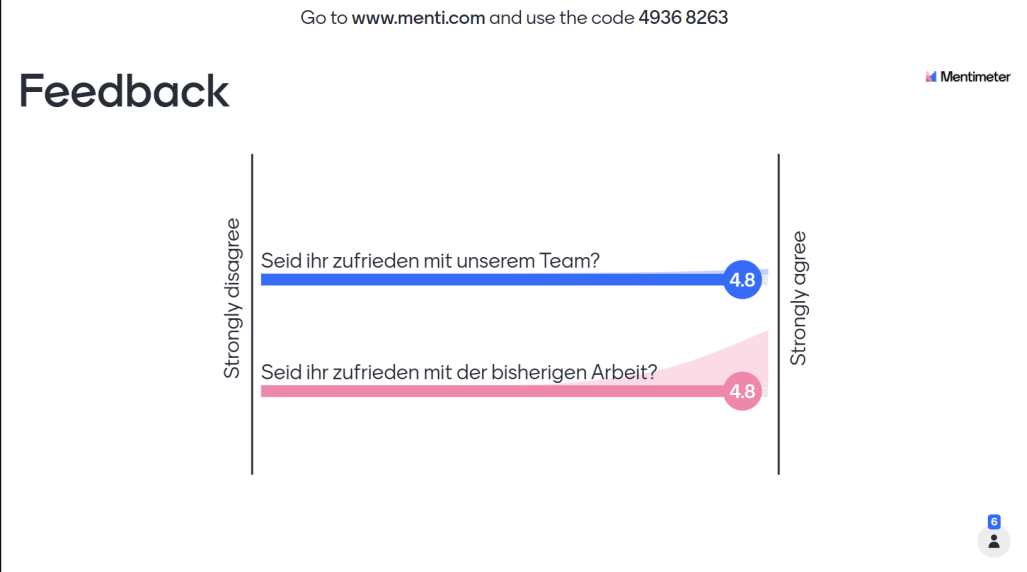 Go to www.menti.com and use the code 4936 8263
Feedback
Mentimeter
Strongly disagree
Seid ihr zufrieden mit unserem Team?
4.8
Seid ihr zufrieden mit der bisherigen Arbeit?
4.8
Strongly agree
6